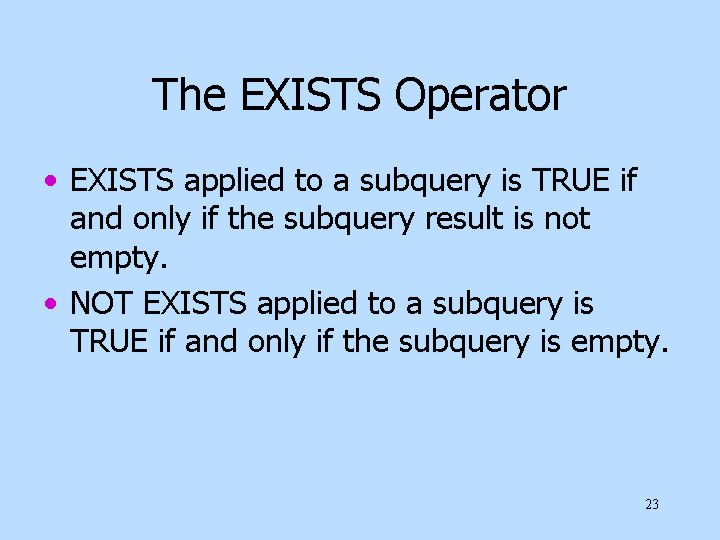 The EXISTS Operator
• EXISTS applied to a subquery is TRUE if
and only if the subquery result is not
empty.
• NOT EXISTS applied to a subquery is
TRUE if and only if the subquery is empty.
23